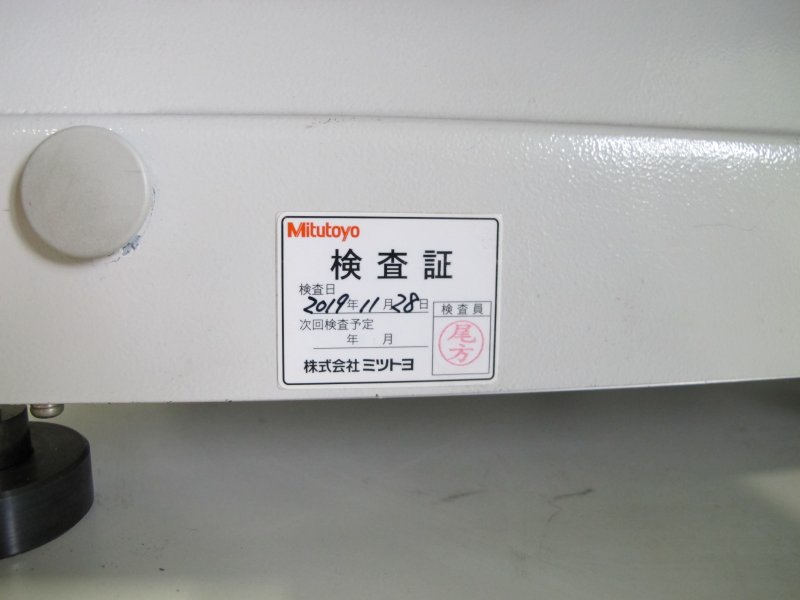 Mitutoyo
検査証
検査日
2019年11月28日
検査員
尾方
次回検査予定
年 月
株式会社ミツトヨ